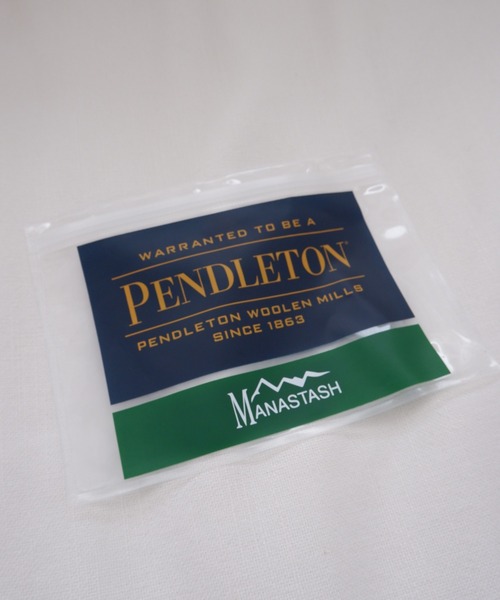 WARRANTED TO BE A
PENDLETON®
PENDLETON WOOLEN MILLS
SINCE 1863
MANASTASH